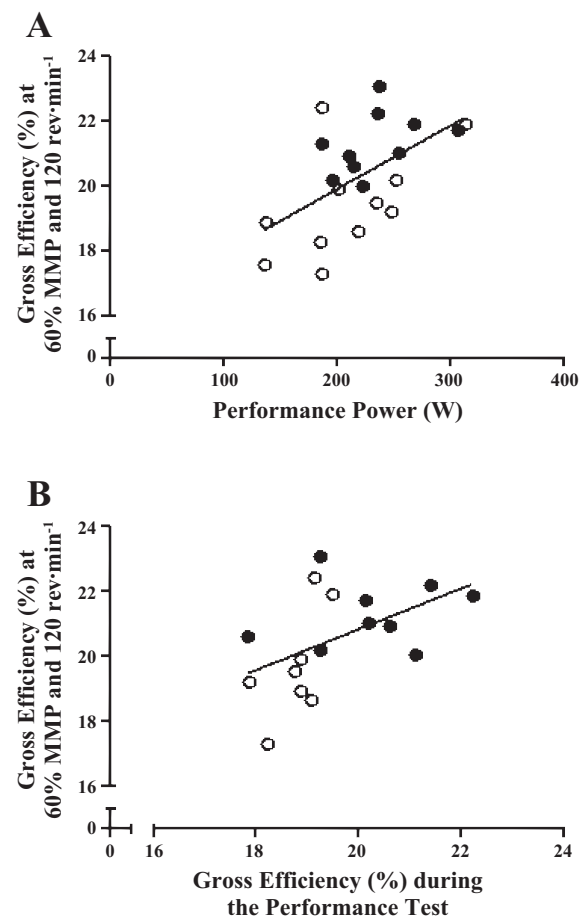 A
Gross Efficiency (%) at
60% MMP and 120 rev·min-1
24
22
20
18
16
0
0
100
200
300
400
Performance Power (W)
B
Gross Efficiency (%) at
60% MMP and 120 rev·min-1
24
22
20
18
16
0
0
16
18
20
22
24
Gross Efficiency (%) during
the Performance Test